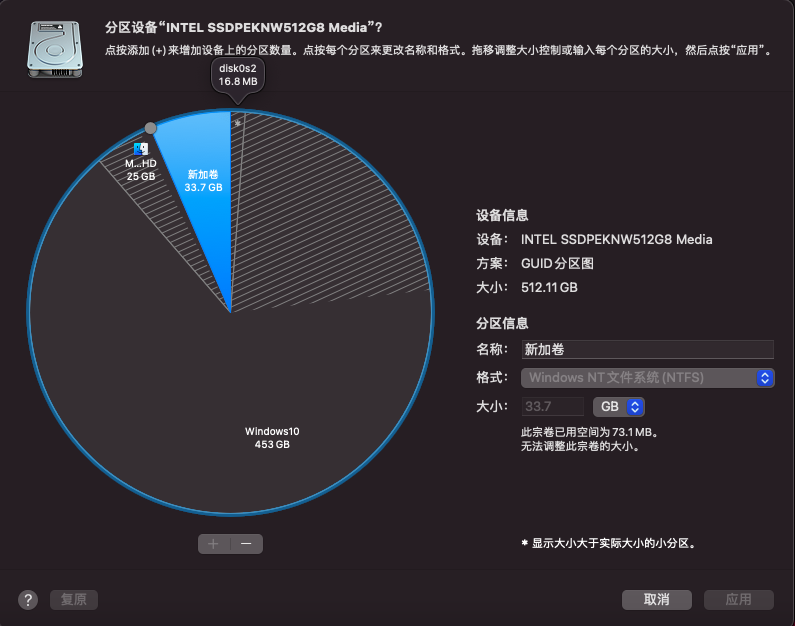 分区设备“INTEL SSDPEKNW512G8 Media”?
点按添加 (+) 来增加设备上的分区数量。点按每个分区来更改名称和格式。拖移调整大小控制或输入每个分区的大小，然后点按“应用”。
disk0s2
16.8 MB
*
M...HD
25 GB
新加卷
33.7 GB
Windows10
453 GB
设备信息
设备： INTEL SSDPEKNW512G8 Media
方案： GUID分区图
大小： 512.11 GB
分区信息
名称： 新加卷
格式： Windows NT文件系统 (NTFS)
大小： 33.7 GB
此宗卷已用空间为 73.1 MB。
无法调整此宗卷的大小。
+ −
* 显示大小大于实际大小的小分区。
? 复原 取消 应用